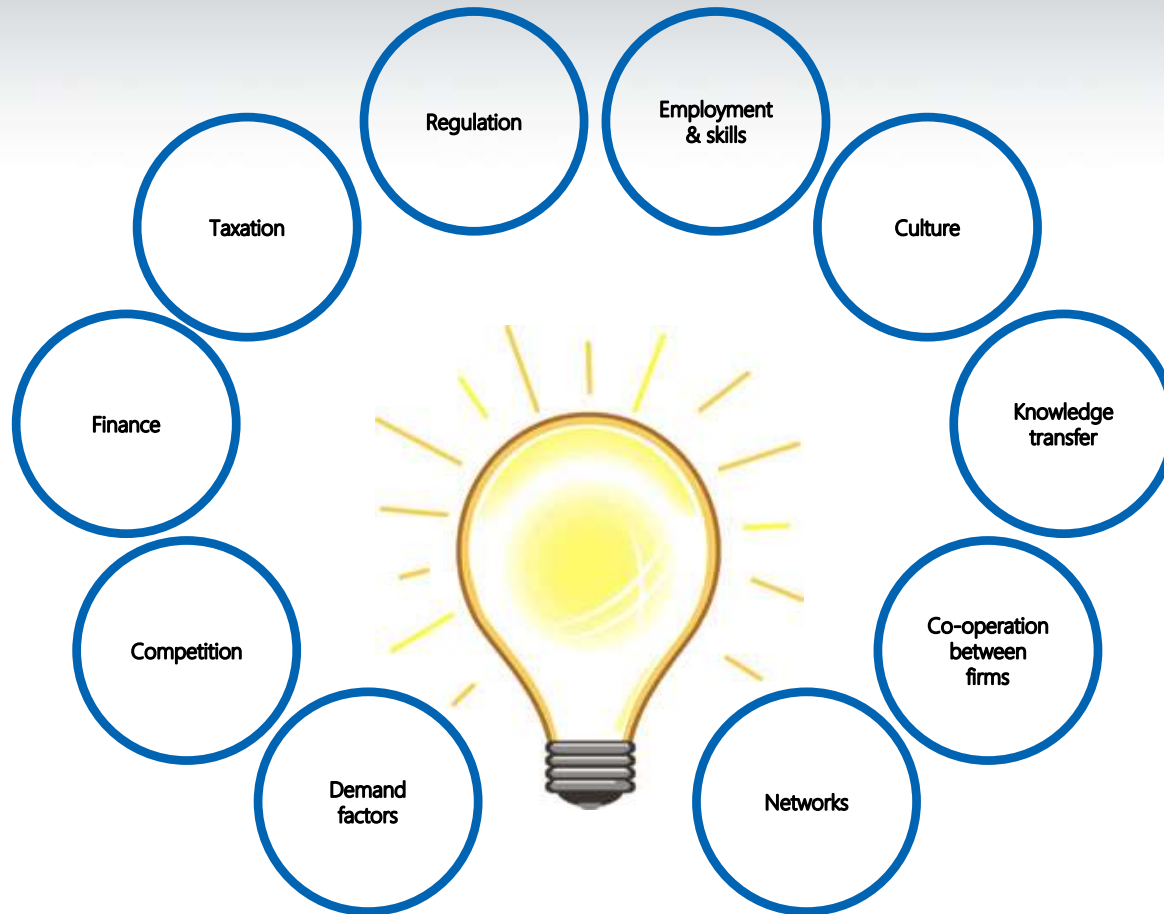 Regulation
Employment
& skills
Taxation
Culture
Finance
Knowledge
transfer
Competition
Co-operation
between
firms
Demand
factors
Networks